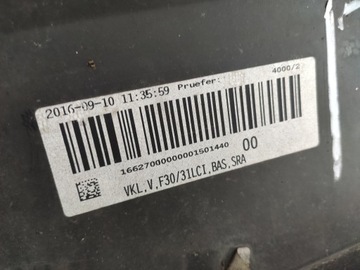 2016-09-10 11:35:59 Pruefer: 4000/2
16627000000001501440 00
VKL,V,F30/31LCI,BAS,SRA